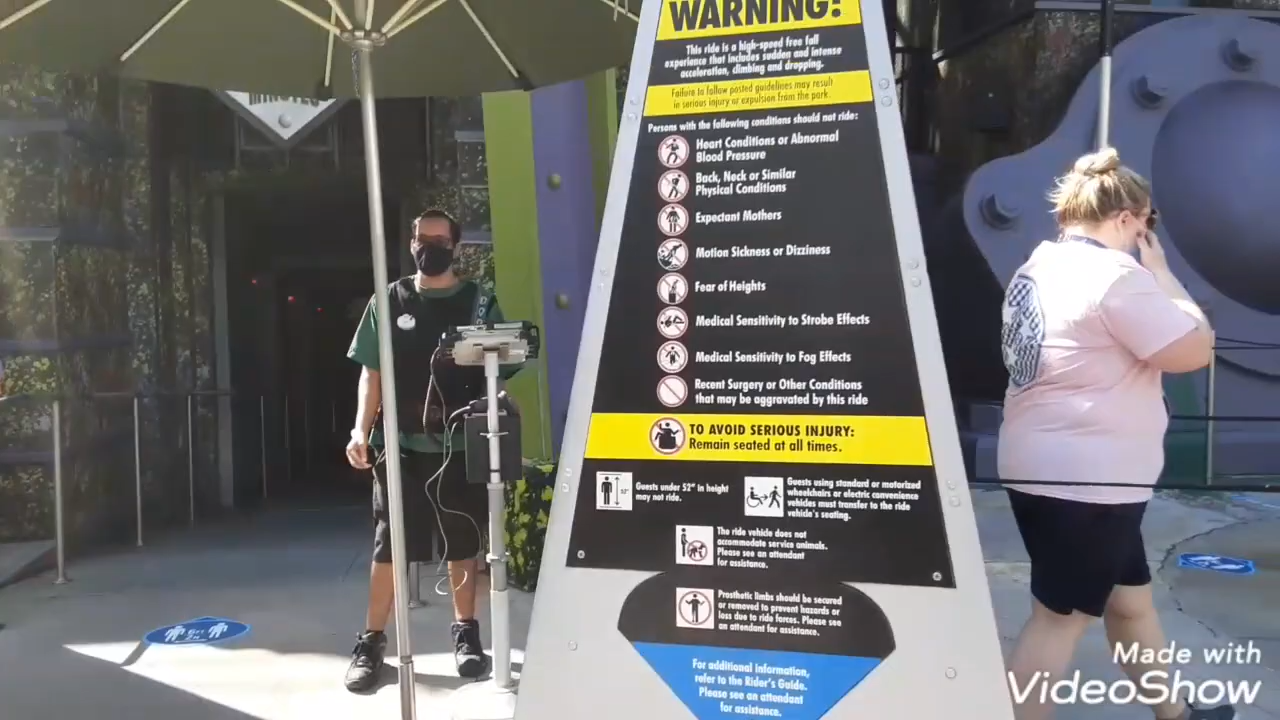 WARNING:
This ride is a high-speed free fall
experience that includes sudden and intense
acceleration, climbing and dropping.
Failure to follow posted guidelines may result
in serious injury or expulsion from the park.
Persons with the following conditions should not ride:
Heart Conditions or Abnormal
Blood Pressure
Back, Neck or Similar
Physical Conditions
Expectant Mothers
Motion Sickness or Dizziness
Fear of Heights
Medical Sensitivity to Strobe Effects
Medical Sensitivity to Fog Effects
Recent Surgery or Other Conditions
that may be aggravated by this ride
TO AVOID SERIOUS INJURY:
Remain seated at all times.
52"
Guests under 52" in height
may not ride.
Guests using standard or motorized
wheelchairs or electric convenience
vehicles must transfer to the ride
vehicle's seating.
The ride vehicle does not
accommodate service animals.
Please see an attendant
for assistance.
Prosthetic limbs should be secured
or removed to prevent hazards or
loss due to ride forces. Please see
an attendant for assistance.
For additional information,
refer to the Rider's Guide.
Please see an attendant
for assistance.
6FT
Made with
VideoShow